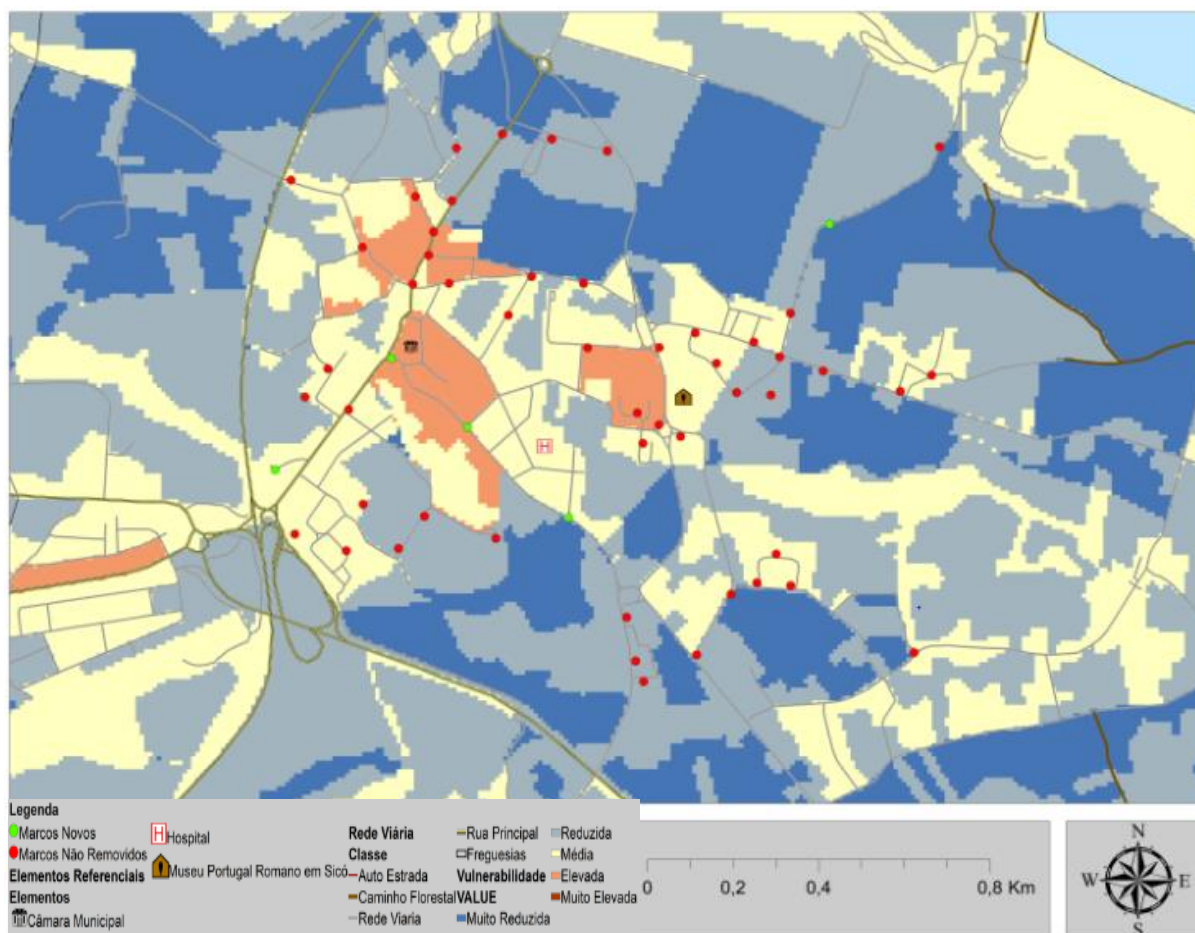 Legenda
Marcos Novos
Marcos Não Removidos
Elementos Referenciais
Elementos
Câmara Municipal
H Hospital
Museu Portugal Romano em Sicó
Rede Viária
Classe
Auto Estrada
Caminho Florestal
Rede Viaria
Rua Principal
Freguesias
Vulnerabilidade
VALUE
Muito Reduzida
Reduzida
Média
Elevada
Muito Elevada
H
0 0,2 0,4 0,8 Km
N
W E
S